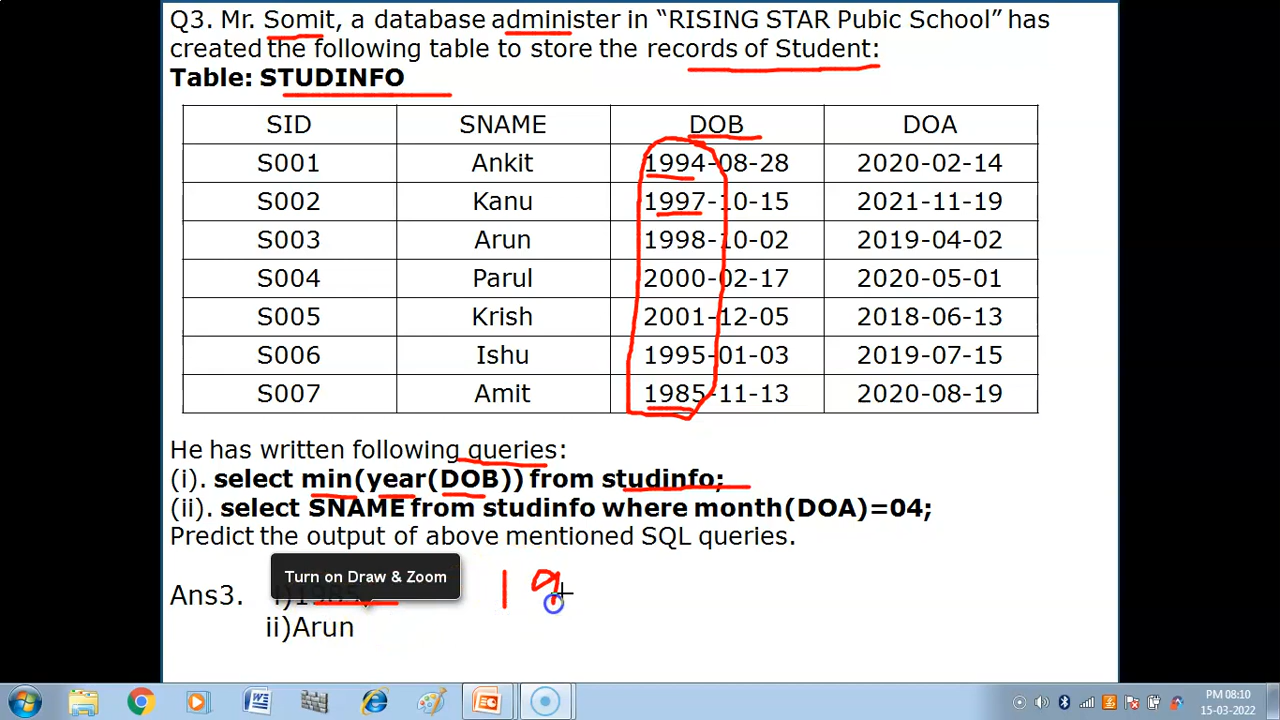 Q3. Mr. Somit, a database administer in “RISING STAR Pubic School” has
created the following table to store the records of Student:
Table: STUDINFO
SID SNAME DOB DOA
S001 Ankit 1994-08-28 2020-02-14
S002 Kanu 1997-10-15 2021-11-19
S003 Arun 1998-10-02 2019-04-02
S004 Parul 2000-02-17 2020-05-01
S005 Krish 2001-12-05 2018-06-13
S006 Ishu 1995-01-03 2019-07-15
S007 Amit 1985-11-13 2020-08-19
He has written following queries:
(i). select min(year(DOB)) from studinfo;
(ii). select SNAME from studinfo where month(DOA)=04;
Predict the output of above mentioned SQL queries.
Turn on Draw & Zoom
Ans3. i)1985 19
ii)Arun
PM 08:10
15-03-2022